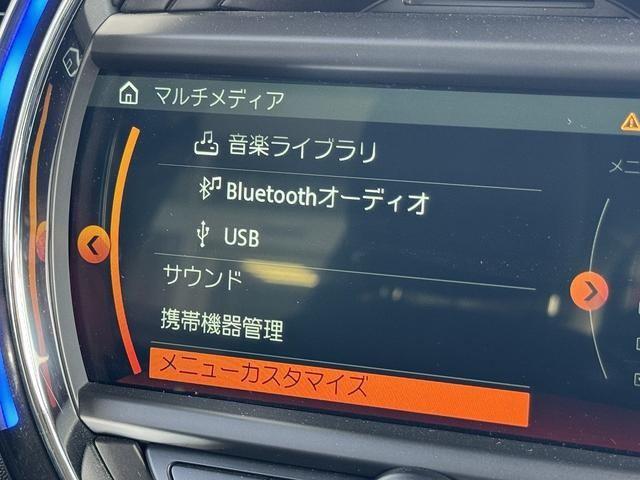 マルチメディア
音楽ライブラリ
Bluetoothオーディオ
USB
サウンド
携帯機器管理
メニューカスタマイズ